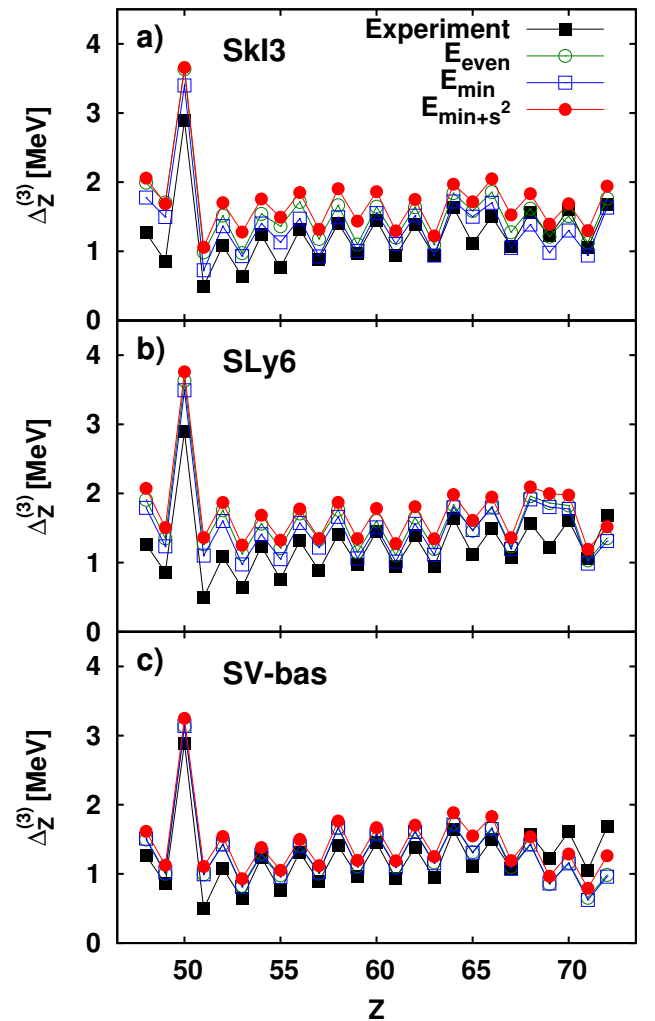 a) SkI3
Experiment
E_even
E_min
E_min+s²
Δ_Z^(3) [MeV]
4
3
2
1
0
b) SLy6
Δ_Z^(3) [MeV]
4
3
2
1
0
c) SV-bas
Δ_Z^(3) [MeV]
4
3
2
1
0
50 55 60 65 70
Z